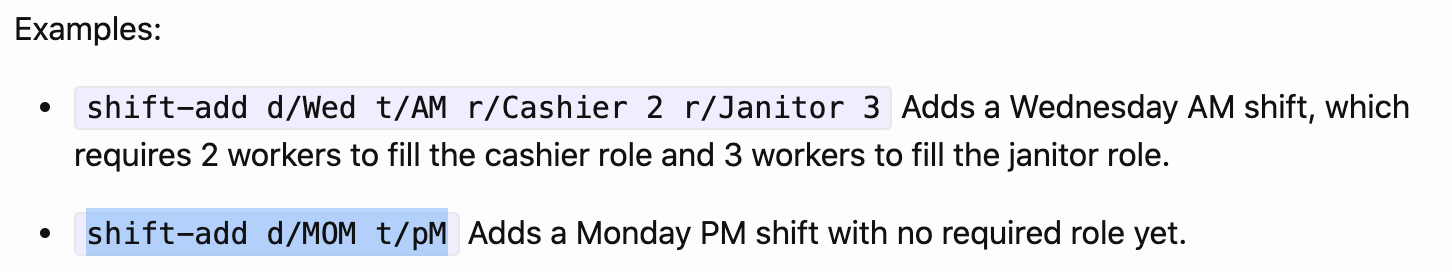 Examples:
• shift-add d/Wed t/AM r/Cashier 2 r/Janitor 3 Adds a Wednesday AM shift, which
requires 2 workers to fill the cashier role and 3 workers to fill the janitor role.
• shift-add d/MOM t/pM Adds a Monday PM shift with no required role yet.